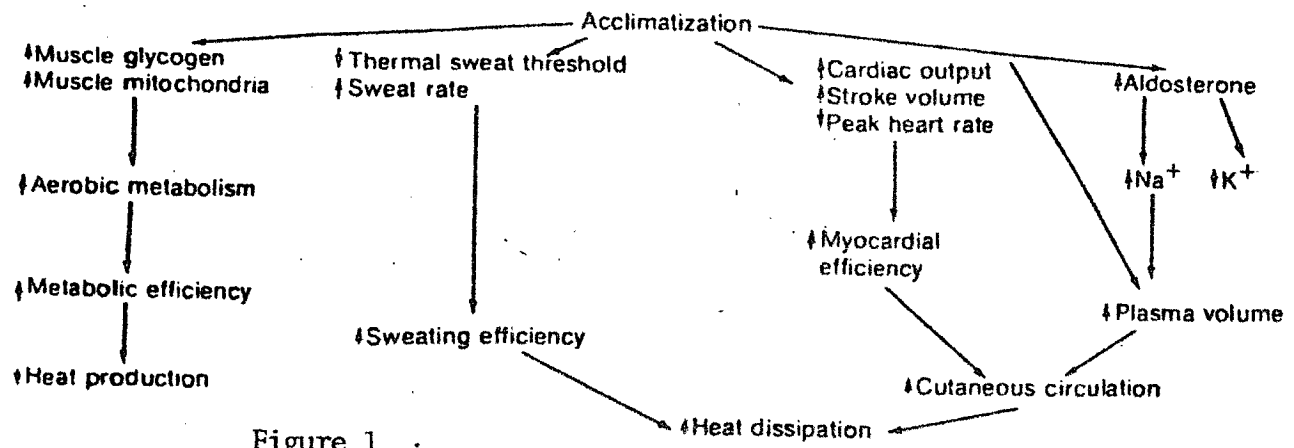 Acclimatization
Muscle glycogen
Muscle mitochondria
Thermal sweat threshold
Sweat rate
Cardiac output
Stroke volume
Peak heart rate
Aldosterone
Aerobic metabolism
Na+ K+
Myocardial
efficiency
Metabolic efficiency
Plasma volume
Sweating efficiency
Heat production
Cutaneous circulation
Heat dissipation
Figure 1 .